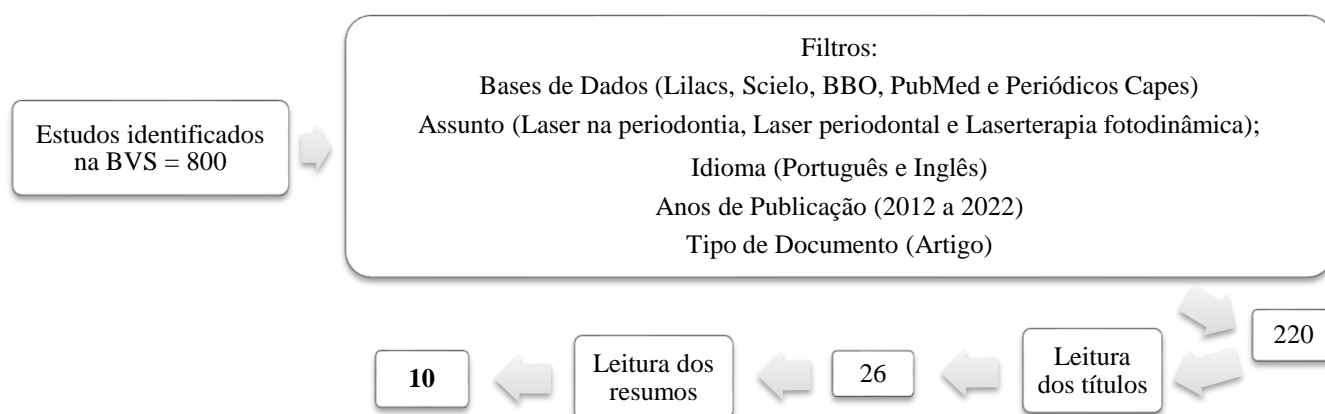 Estudos identificados
na BVS = 800
Filtros:
Bases de Dados (Lilacs, Scielo, BBO, PubMed e Periódicos Capes)
Assunto (Laser na periodontia, Laser periodontal e Laserterapia fotodinâmica);
Idioma (Português e Inglês)
Anos de Publicação (2012 a 2022)
Tipo de Documento (Artigo)
220
Leitura
dos títulos
26
Leitura dos
resumos
10